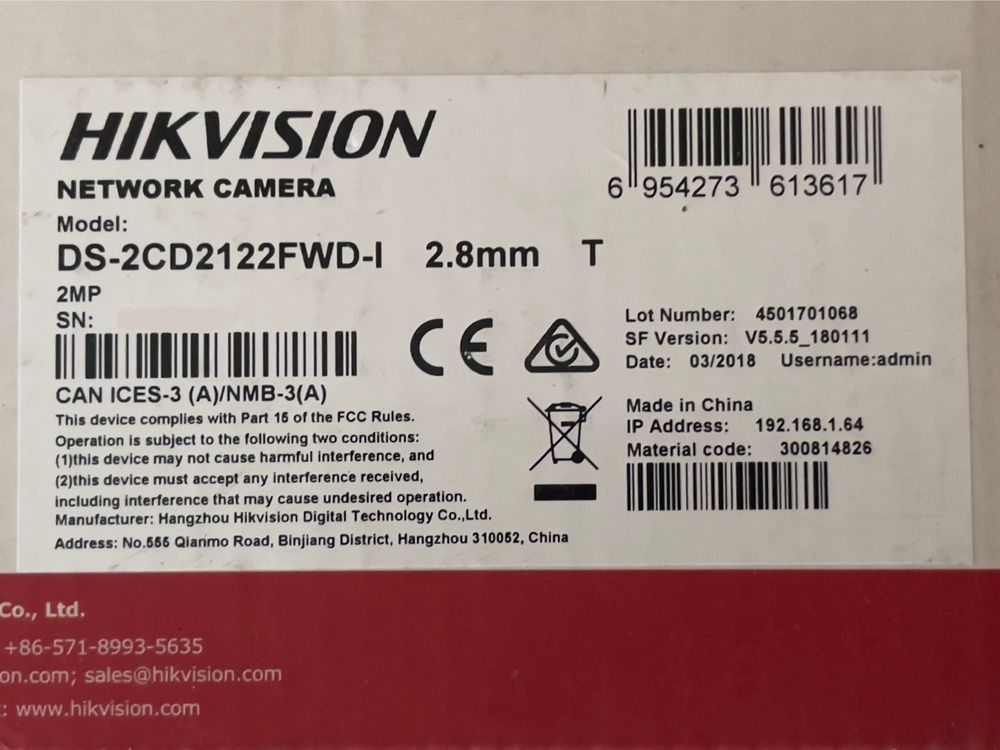 HIKVISION
NETWORK CAMERA
Model:
DS-2CD2122FWD-I 2.8mm T
2MP
SN:
CAN ICES-3 (A)/NMB-3(A)
This device complies with Part 15 of the FCC Rules.
Operation is subject to the following two conditions:
(1)this device may not cause harmful interference, and
(2)this device must accept any interference received,
including interference that may cause undesired operation.
Manufacturer: Hangzhou Hikvision Digital Technology Co.,Ltd.
Address: No.555 Qianmo Road, Binjiang District, Hangzhou 310052, China
6 954273 613617
CE
Lot Number: 4501701068
SF Version: V5.5.5_180111
Date: 03/2018 Username:admin
Made in China
IP Address: 192.168.1.64
Material code: 300814826
Co., Ltd.
+86-571-8993-5635
on.com; sales@hikvision.com
: www.hikvision.com